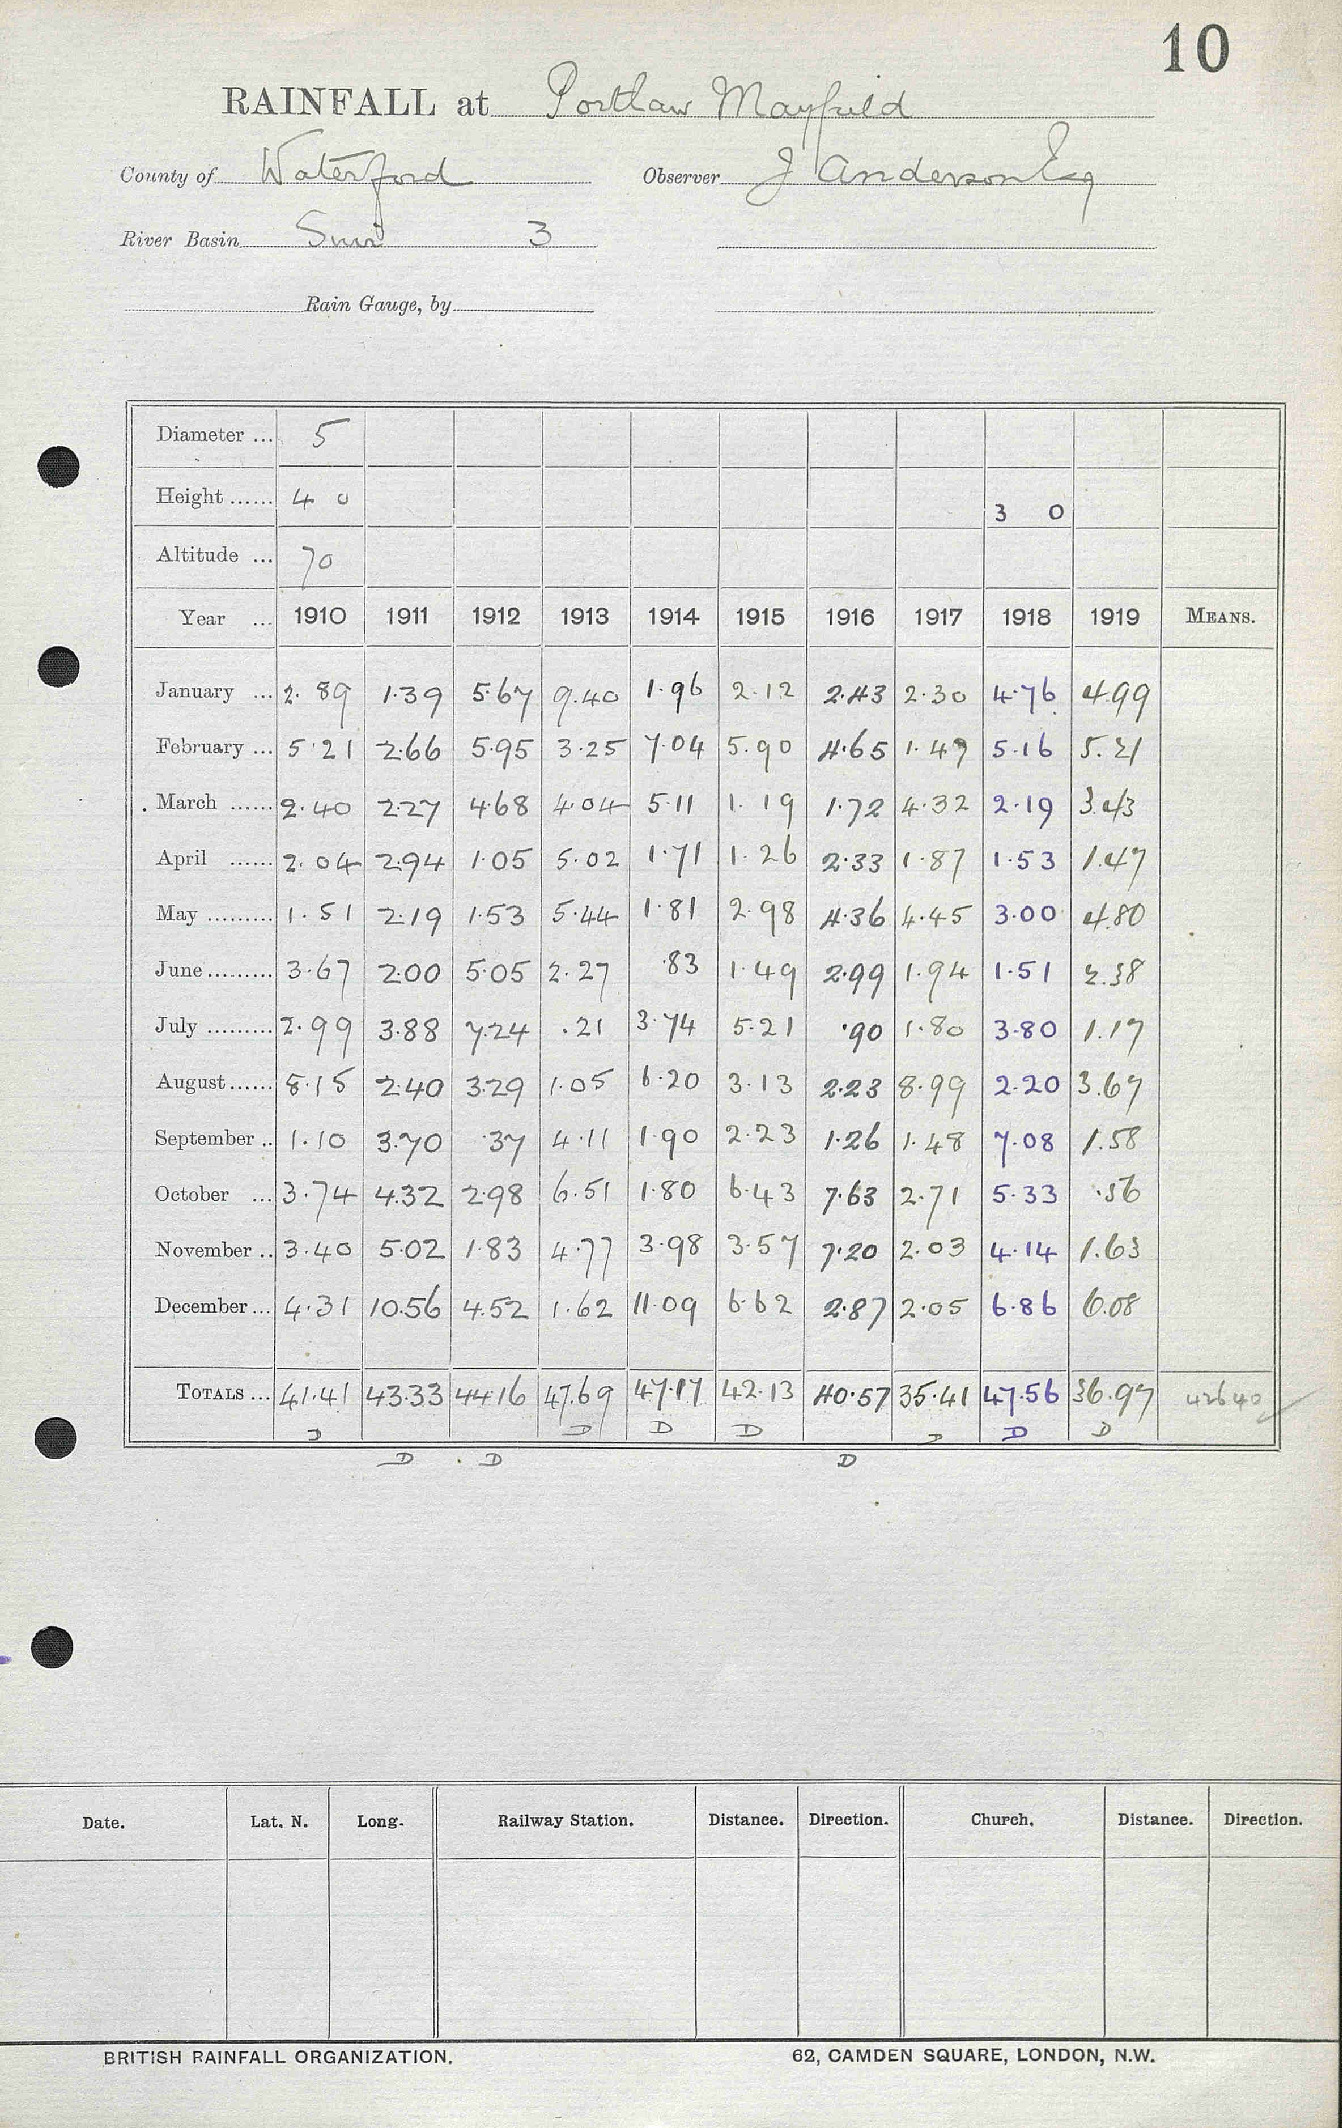 10
RAINFALL at Portlaw Mayfield
County of Waterford Observer J Anderson Esq
River Basin Suir 3
Rain Gauge, by
Diameter ... 5
Height ...... 4 0 3 0
Altitude ... 70
Year ... 1910 1911 1912 1913 1914 1915 1916 1917 1918 1919 MEANS.
January ... 2.89 1.39 5.67 9.40 1.96 2.12 2.43 2.30 4.76 4.99
February ... 5.21 2.66 5.95 3.25 7.04 5.90 4.65 1.47 5.16 5.21
March ...... 2.40 2.27 4.68 4.04 5.11 1.19 1.72 4.32 2.19 3.43
April ...... 2.04 2.94 1.05 5.02 1.71 1.26 2.33 1.87 1.53 1.47
May ......... 1.51 2.19 1.53 5.44 1.81 2.98 4.36 4.45 3.00 4.80
June ......... 3.67 2.00 5.05 2.27 .83 1.49 2.99 1.94 1.51 2.38
July ......... 2.99 3.88 7.24 .21 3.74 5.21 .90 1.80 3.80 1.17
August ...... 8.15 2.40 3.29 1.05 6.20 3.13 2.23 8.99 2.20 3.67
September .. 1.10 3.70 .37 4.11 1.90 2.23 1.26 1.48 7.08 1.58
October ... 3.74 4.32 2.98 6.51 1.80 6.43 7.63 2.71 5.33 .56
November .. 3.40 5.02 1.83 4.77 3.98 3.57 7.20 2.03 4.14 1.63
December ... 4.31 10.56 4.52 1.62 11.09 6.62 2.87 2.05 6.86 6.08
TOTALS ... 41.41 43.33 44.16 47.69 47.17 42.13 40.57 35.41 47.56 36.97 42640
D D D D D D D
D D D
Date. Lat. N. Long. Railway Station. Distance. Direction. Church. Distance. Direction.
BRITISH RAINFALL ORGANIZATION. 62, CAMDEN SQUARE, LONDON, N.W.